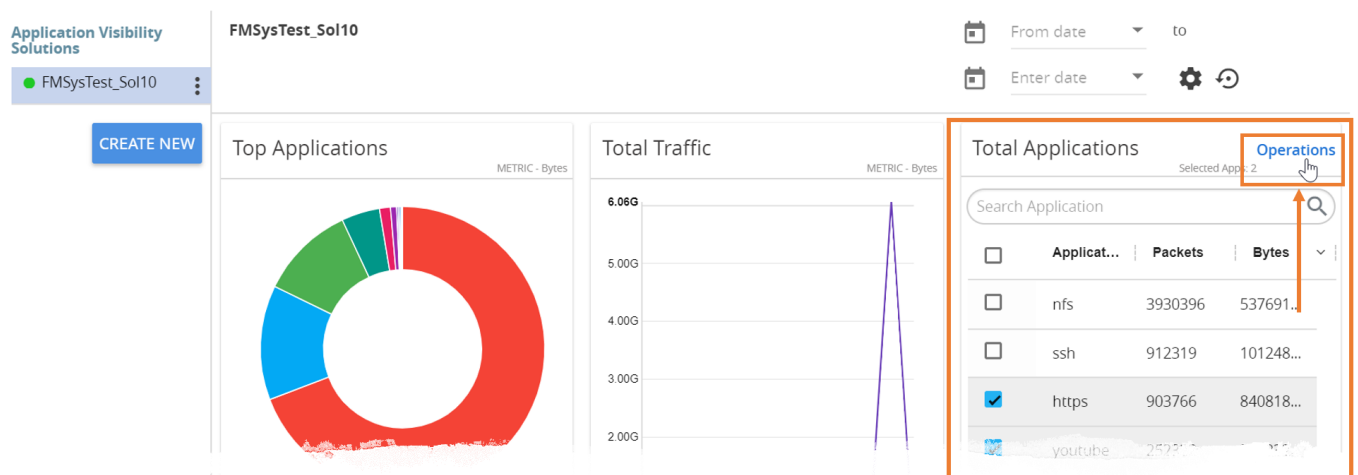 Application Visibility
Solutions
FMSysTest_Sol10
CREATE NEW
FMSysTest_Sol10
From date to
Enter date
Top Applications
METRIC - Bytes
Total Traffic
METRIC - Bytes
6.06G
5.00G
4.00G
3.00G
2.00G
Total Applications
Operations
Selected Apps: 2
Search Application
Applicat... Packets Bytes
nfs 3930396 537691...
ssh 912319 101248...
https 903766 840818...
youtube